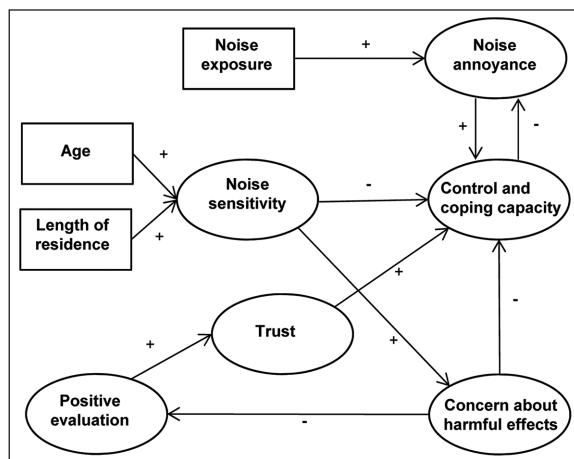 Noise
exposure
+
Noise
annoyance
+
-
Age
+
Noise
sensitivity
-
Control and
coping capacity
Length of
residence
+
+
-
Trust
+
+
Positive
evaluation
-
Concern about
harmful effects